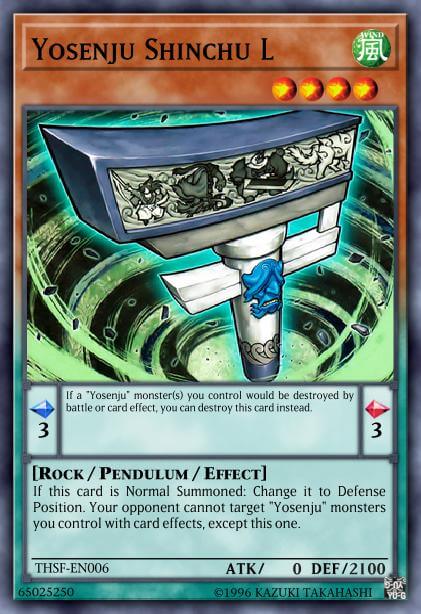 Yosenju Shinchu L
WIND
風
If a "Yosenju" monster(s) you control would be destroyed by
battle or card effect, you can destroy this card instead.
3
3
[Rock / Pendulum / Effect]
If this card is Normal Summoned: Change it to Defense
Position. Your opponent cannot target "Yosenju" monsters
you control with card effects, except this one.
THSF-EN006
ATK/ 0 DEF/2100
65025250
©1996 KAZUKI TAKAHASHI